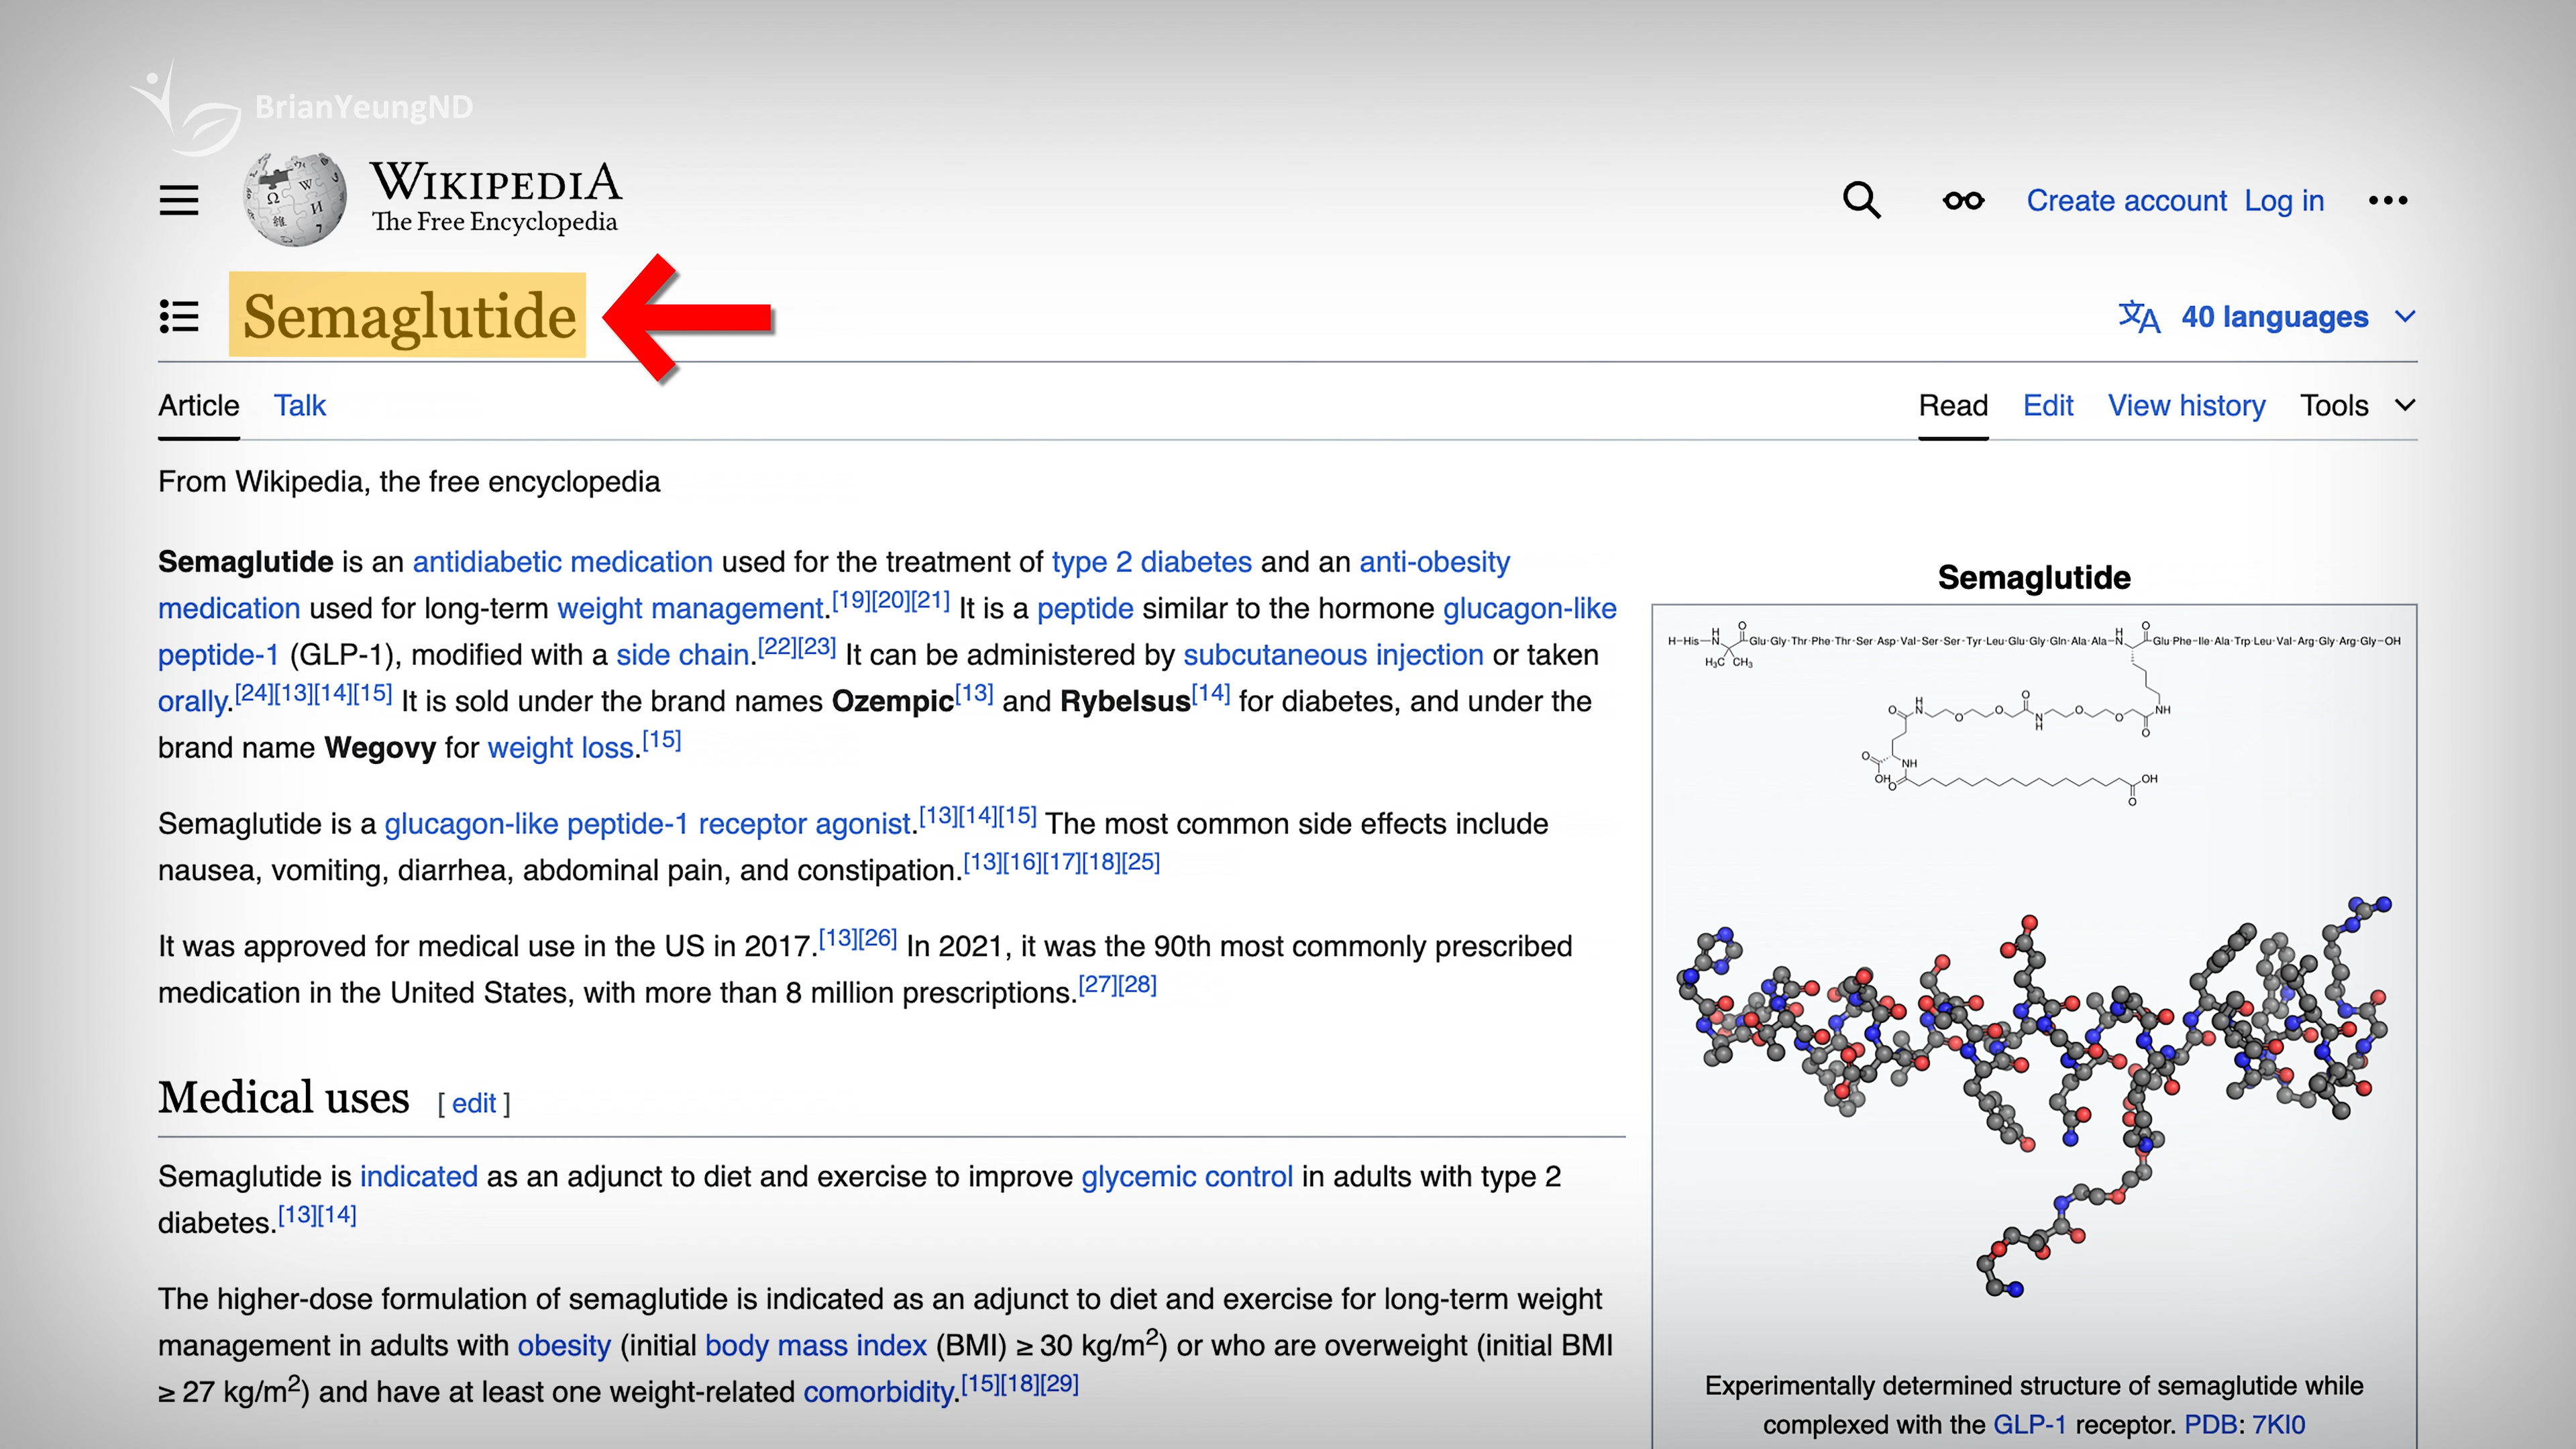 BrianYeungND
WIKIPEDIA
The Free Encyclopedia
Create account Log in
Semaglutide
40 languages
Article Talk
Read Edit View history Tools
From Wikipedia, the free encyclopedia
Semaglutide is an antidiabetic medication used for the treatment of type 2 diabetes and an anti-obesity
medication used for long-term weight management.[19][20][21] It is a peptide similar to the hormone glucagon-like
peptide-1 (GLP-1), modified with a side chain.[22][23] It can be administered by subcutaneous injection or taken
orally.[24][13][14][15] It is sold under the brand names Ozempic[13] and Rybelsus[14] for diabetes, and under the
brand name Wegovy for weight loss.[15]
Semaglutide is a glucagon-like peptide-1 receptor agonist.[13][14][15] The most common side effects include
nausea, vomiting, diarrhea, abdominal pain, and constipation.[13][16][17][18][25]
It was approved for medical use in the US in 2017.[13][26] In 2021, it was the 90th most commonly prescribed
medication in the United States, with more than 8 million prescriptions.[27][28]
Medical uses [ edit ]
Semaglutide is indicated as an adjunct to diet and exercise to improve glycemic control in adults with type 2
diabetes.[13][14]
The higher-dose formulation of semaglutide is indicated as an adjunct to diet and exercise for long-term weight
management in adults with obesity (initial body mass index (BMI) ≥ 30 kg/m²) or who are overweight (initial BMI
≥ 27 kg/m²) and have at least one weight-related comorbidity.[15][18][29]
Semaglutide
H–His–N H O Glu·Gly·Thr·Phe·Thr·Ser·Asp·Val·Ser·Ser·Tyr·Leu·Glu·Gly·Gln·Ala·Ala–N H O Glu·Phe·Ile·Ala·Trp·Leu·Val·Arg·Gly·Arg·Gly–OH
H₃C CH₃
O H N O O O N H O O O NH
O OH NH O
OH O
Experimentally determined structure of semaglutide while
complexed with the GLP-1 receptor. PDB: 7KI0